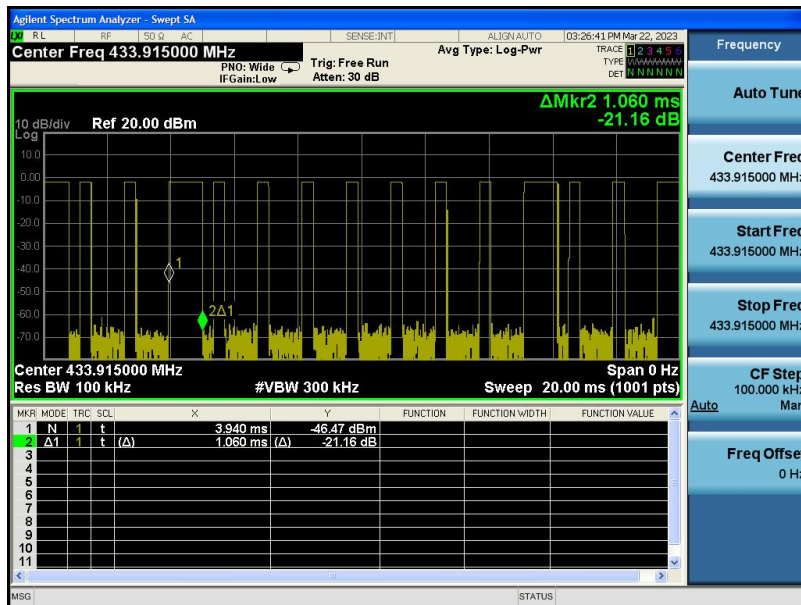 Agilent Spectrum Analyzer - Swept SA
LXI RL RF 50 Ω AC SENSE:INT ALIGN AUTO 03:26:41 PM Mar 22, 2023
Center Freq 433.915000 MHz
PNO: Wide
IFGain:Low
Trig: Free Run
Atten: 30 dB
Avg Type: Log-Pwr
TRACE 1 2 3 4 5 6
TYPE WWWWWW
DET N N N N N N
ΔMkr2 1.060 ms
-21.16 dB
10 dB/div Ref 20.00 dBm
Log
10.0
0.00
-10.0
-20.0
-30.0
-40.0
-50.0
-60.0
-70.0
1
2Δ1
Center 433.915000 MHz Span 0 Hz
Res BW 100 kHz #VBW 300 kHz Sweep 20.00 ms (1001 pts)
MKR MODE TRC SCL X Y FUNCTION FUNCTION WIDTH FUNCTION VALUE
1 N 1 t 3.940 ms -46.47 dBm
2 Δ1 1 t (Δ) 1.060 ms (Δ) -21.16 dB
3
4
5
6
7
8
9
10
11
MSG STATUS
Frequency
Auto Tune
Center Freq
433.915000 MHz
Start Freq
433.915000 MHz
Stop Freq
433.915000 MHz
CF Step
100.000 kHz
Auto Man
Freq Offset
0 Hz